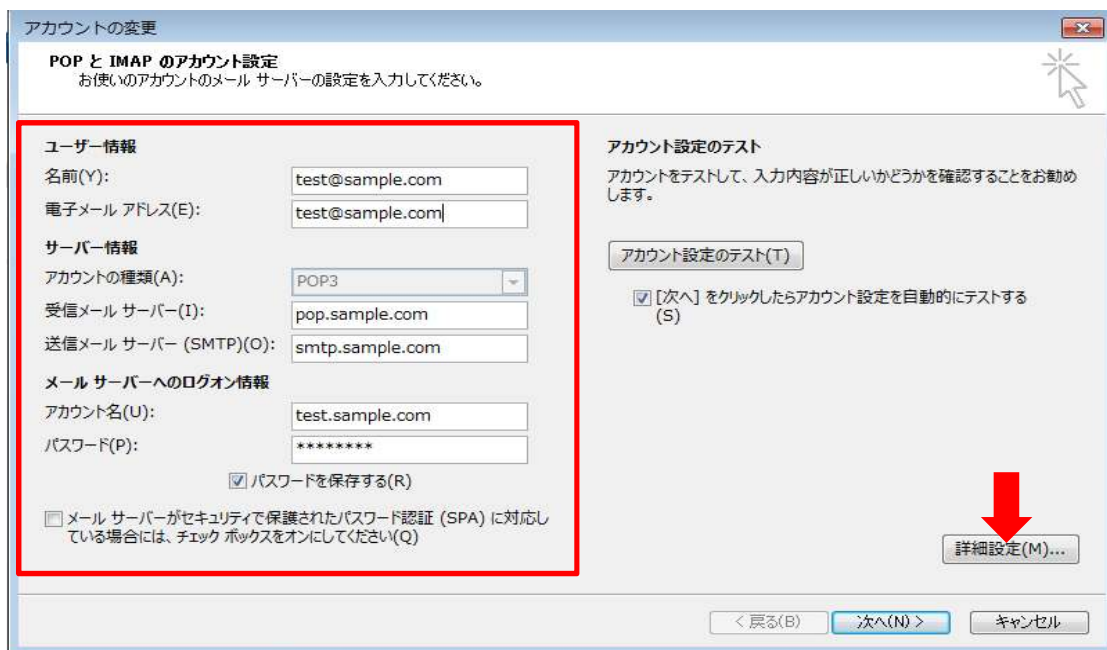 アカウントの変更
POP と IMAP のアカウント設定
お使いのアカウントのメール サーバーの設定を入力してください。
ユーザー情報
名前(Y):
test@sample.com
電子メール アドレス(E):
test@sample.com
サーバー情報
アカウントの種類(A):
POP3
受信メール サーバー(I):
pop.sample.com
送信メール サーバー (SMTP)(O):
smtp.sample.com
メール サーバーへのログオン情報
アカウント名(U):
test.sample.com
パスワード(P):
********
パスワードを保存する(R)
メール サーバーがセキュリティで保護されたパスワード認証 (SPA) に対応し
ている場合には、チェック ボックスをオンにしてください(Q)
アカウント設定のテスト
アカウントをテストして、入力内容が正しいかどうかを確認することをお勧め
します。
アカウント設定のテスト(T)
[次へ] をクリックしたらアカウント設定を自動的にテストする
(S)
詳細設定(M)...
< 戻る(B)
次へ(N) >
キャンセル